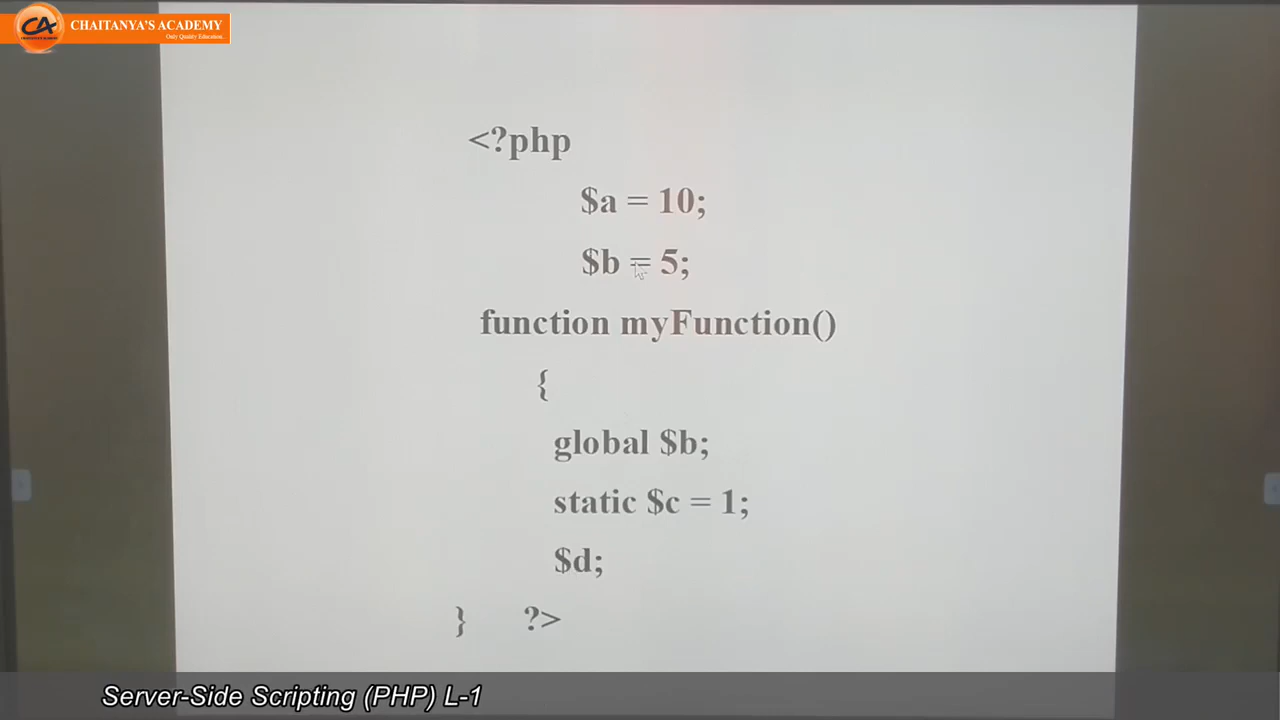 CHAITANYA'S ACADEMY
Only Quality Education..
<?php
$a = 10;
$b = 5;
function myFunction()
{
global $b;
static $c = 1;
$d;
} ?>
Server-Side Scripting (PHP) L-1